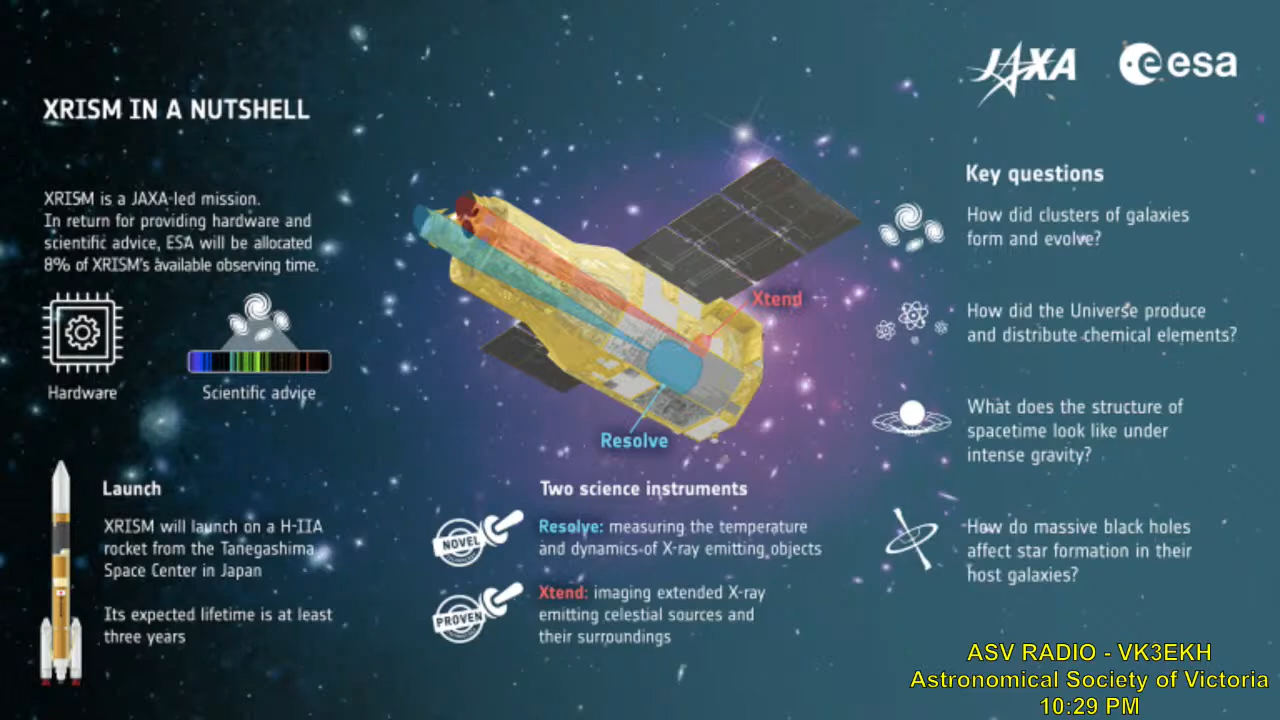 JAXA
esa
XRISM IN A NUTSHELL
XRISM is a JAXA-led mission.
In return for providing hardware and
scientific advice, ESA will be allocated
8% of XRISM's available observing time.
Hardware
Scientific advice
Launch
XRISM will launch on a H-IIA
rocket from the Tanegashima
Space Center in Japan
Its expected lifetime is at least
three years
Xtend
Resolve
Two science instruments
NOVEL
Resolve: measuring the temperature
and dynamics of X-ray emitting objects
PROVEN
Xtend: imaging extended X-ray
emitting celestial sources and
their surroundings
Key questions
How did clusters of galaxies
form and evolve?
How did the Universe produce
and distribute chemical elements?
What does the structure of
spacetime look like under
intense gravity?
How do massive black holes
affect star formation in their
host galaxies?
ASV RADIO - VK3EKH
Astronomical Society of Victoria
10:29 PM